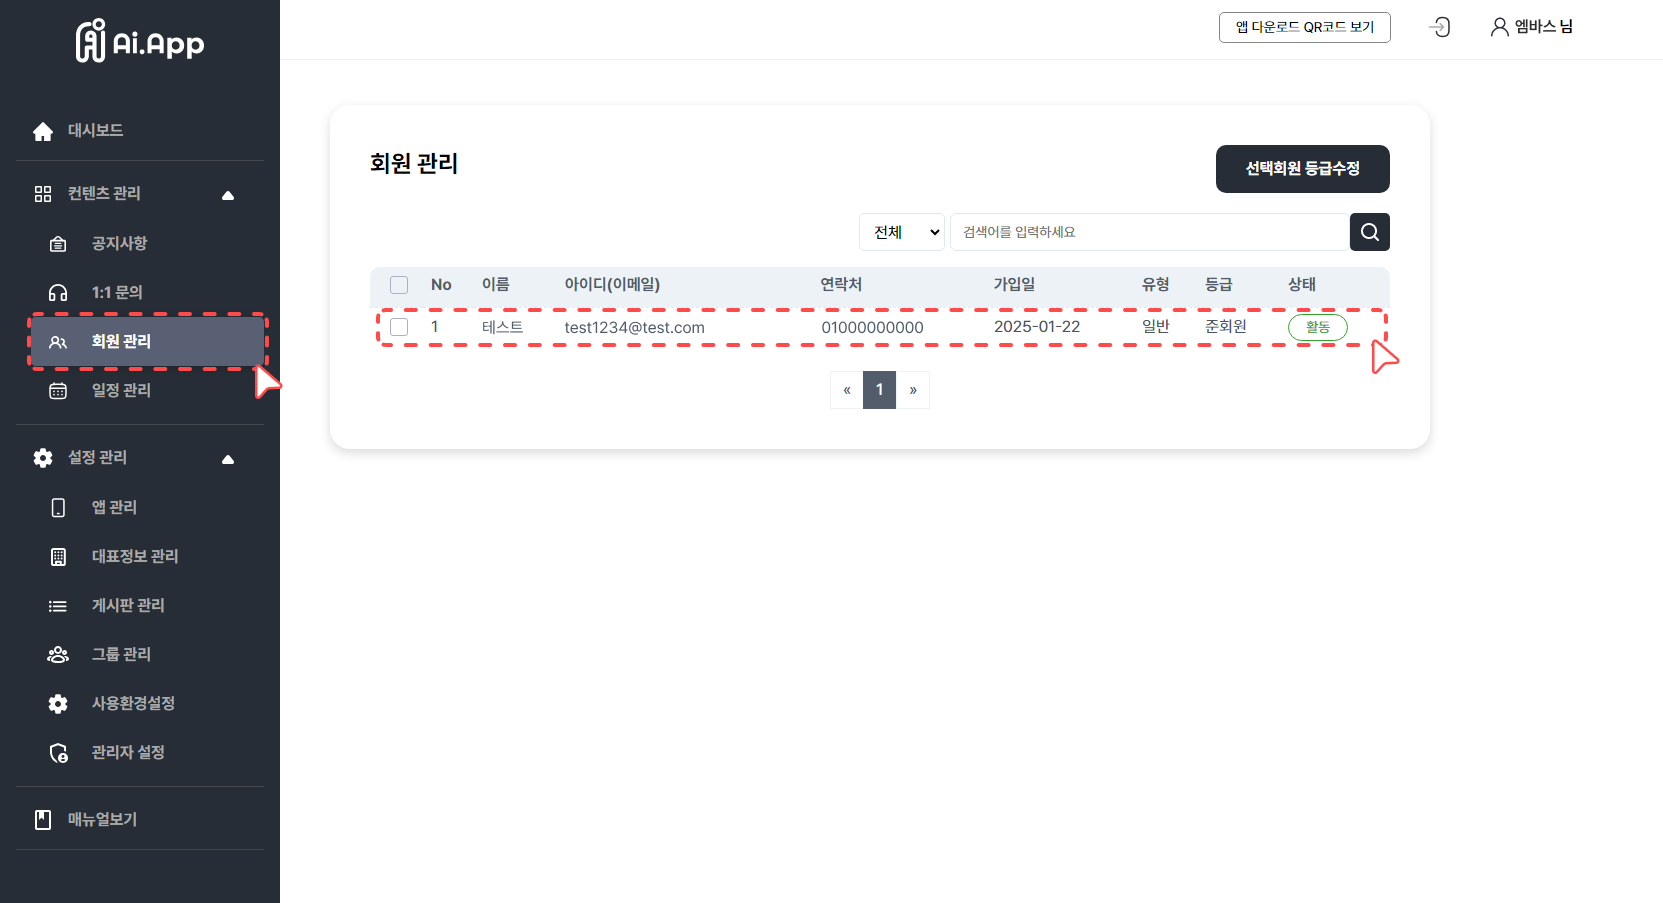 Ai.App
앱 다운로드 QR코드 보기
엠바스 님
대시보드
컨텐츠 관리
공지사항
1:1 문의
회원 관리
일정 관리
설정 관리
앱 관리
대표정보 관리
게시판 관리
그룹 관리
사용환경설정
관리자 설정
매뉴얼보기
회원 관리
선택회원 등급수정
전체 검색어를 입력하세요
No 이름 아이디(이메일) 연락처 가입일 유형 등급 상태
1 테스트 test1234@test.com 01000000000 2025-01-22 일반 준회원 활동
« 1 »